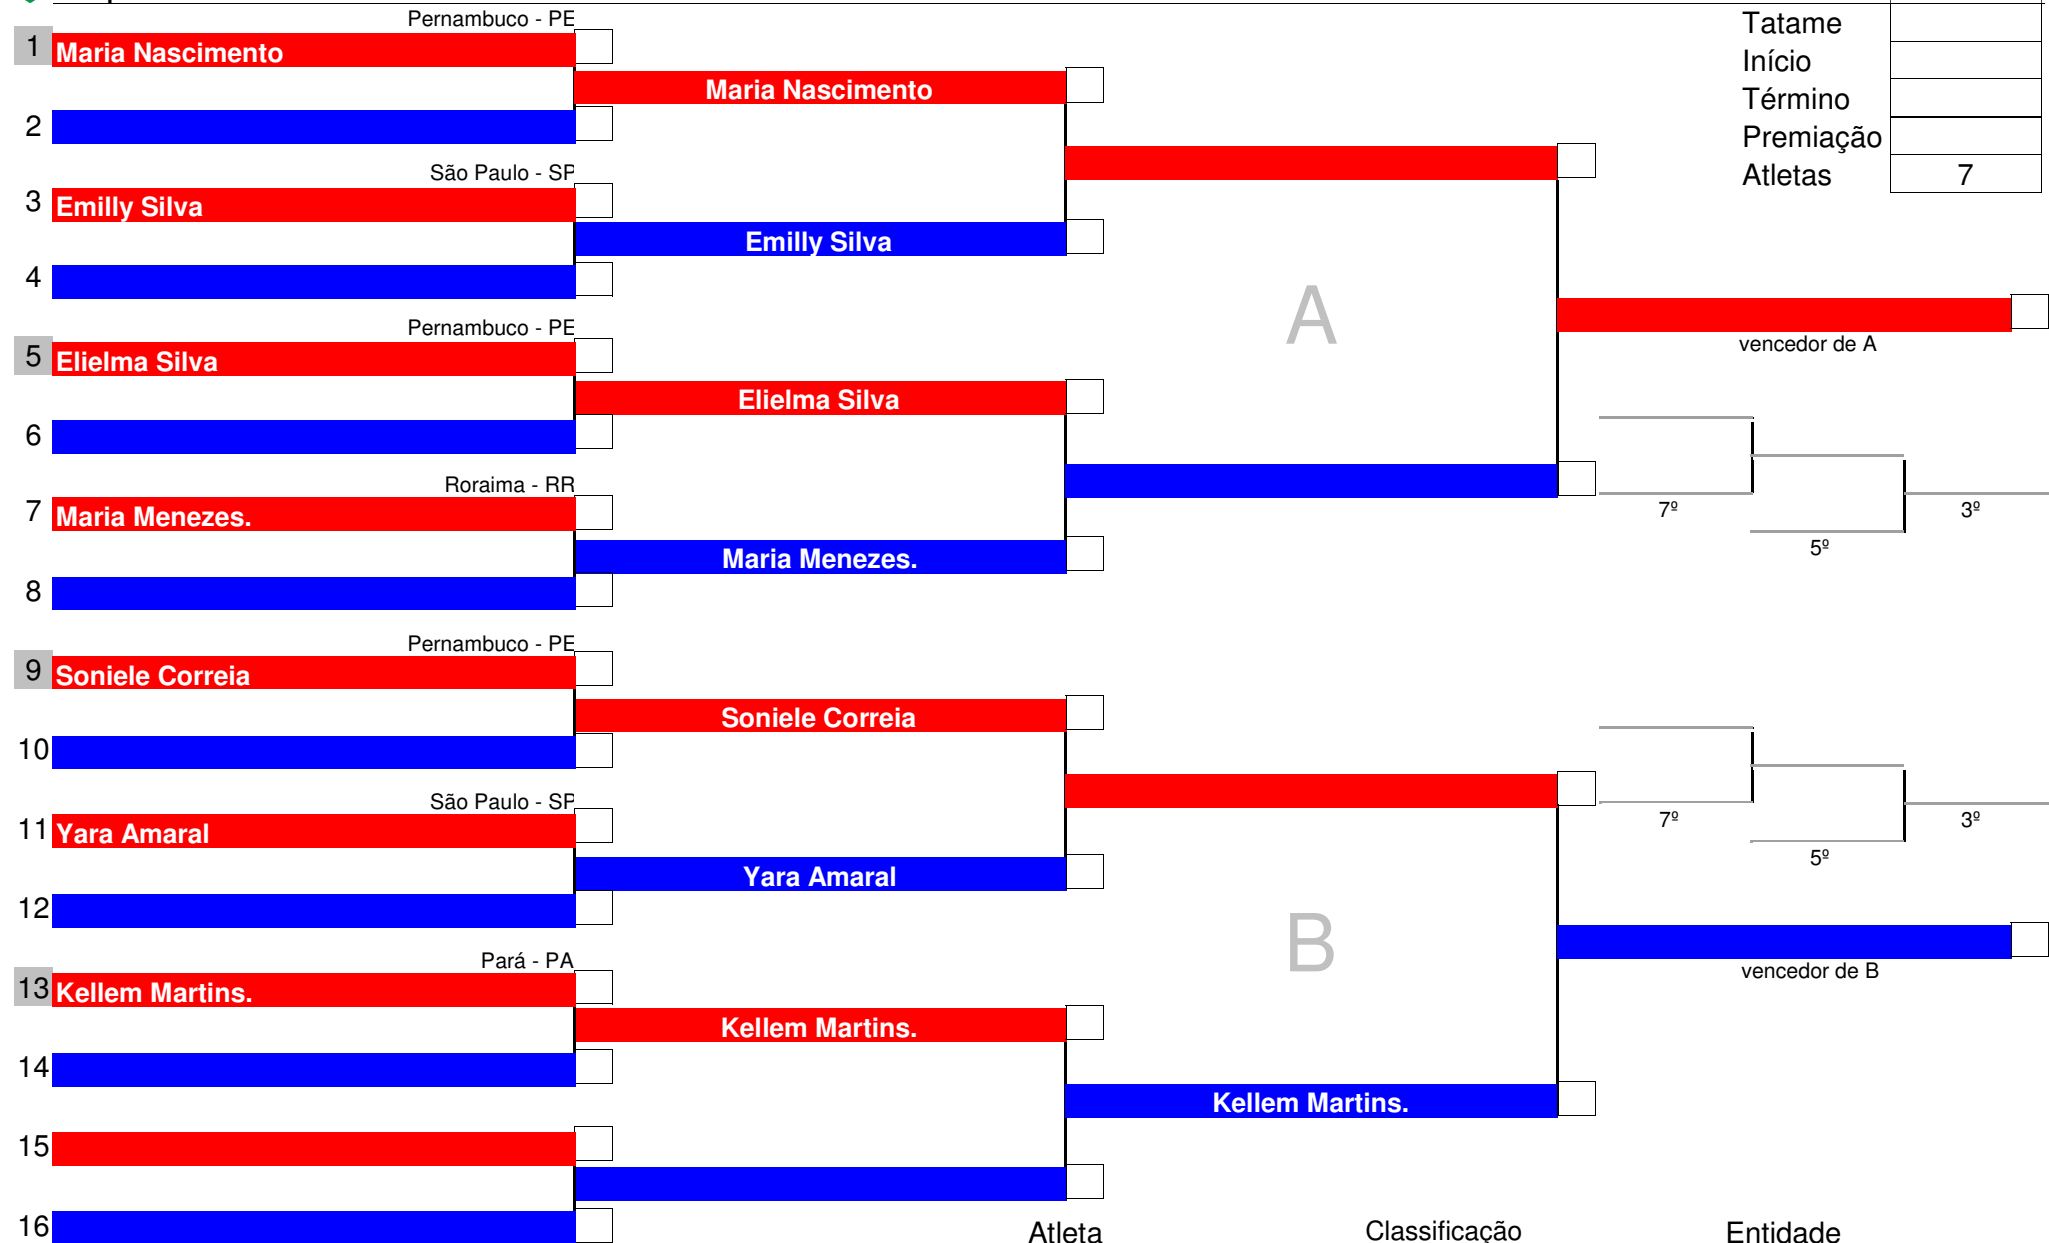 Pernambuco - PE
Tatame
1 Maria Nascimento
Início
Maria Nascimento
Término
2
Premiação
São Paulo - SP
Atletas 7
3 Emilly Silva
Emilly Silva
4
A
Pernambuco - PE
vencedor de A
5 Elielma Silva
Elielma Silva
6
Roraima - RR
7º 3º
7 Maria Menezes.
5º
Maria Menezes.
8
Pernambuco - PE
9 Soniele Correia
Soniele Correia
10
São Paulo - SP
7º 3º
11 Yara Amaral
5º
Yara Amaral
12
B
Pará - PA
vencedor de B
13 Kellem Martins.
Kellem Martins.
14
Kellem Martins.
15
16
Atleta Classificação Entidade